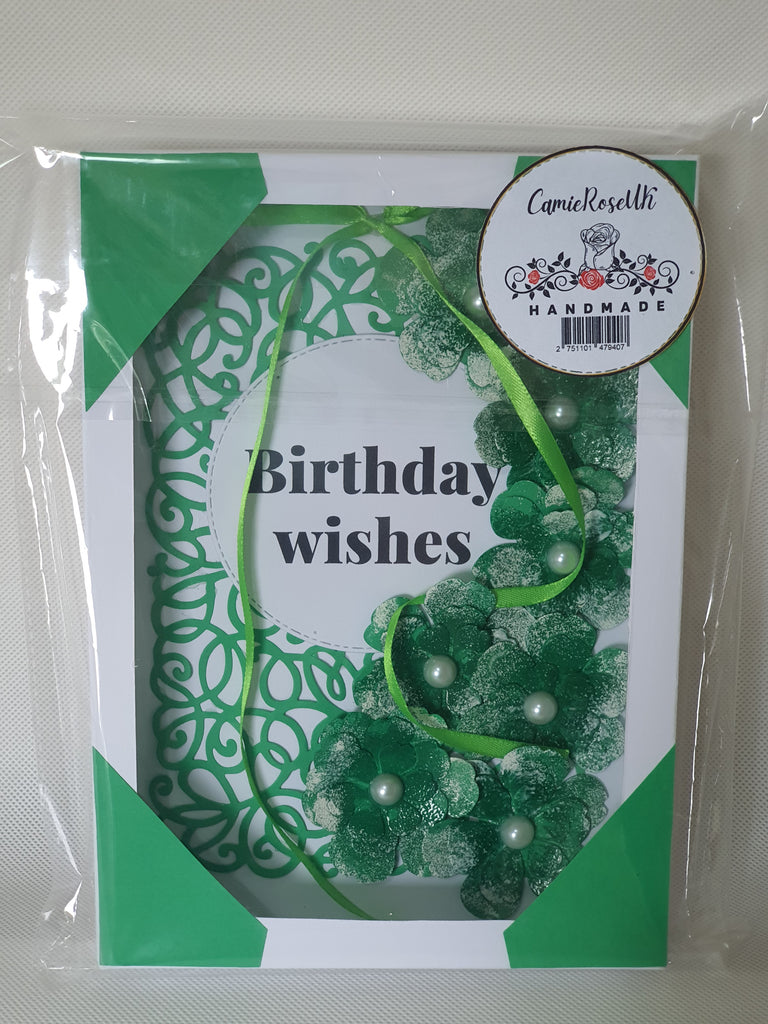 CamieRoseUK
HANDMADE
2 751101 479407
Birthday
wishes